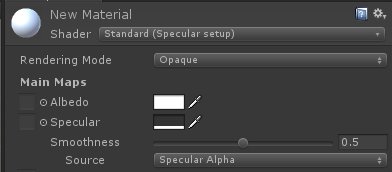 New Material
Shader Standard (Specular setup)
Rendering Mode Opaque
Main Maps
Albedo
Specular
Smoothness 0.5
Source Specular Alpha